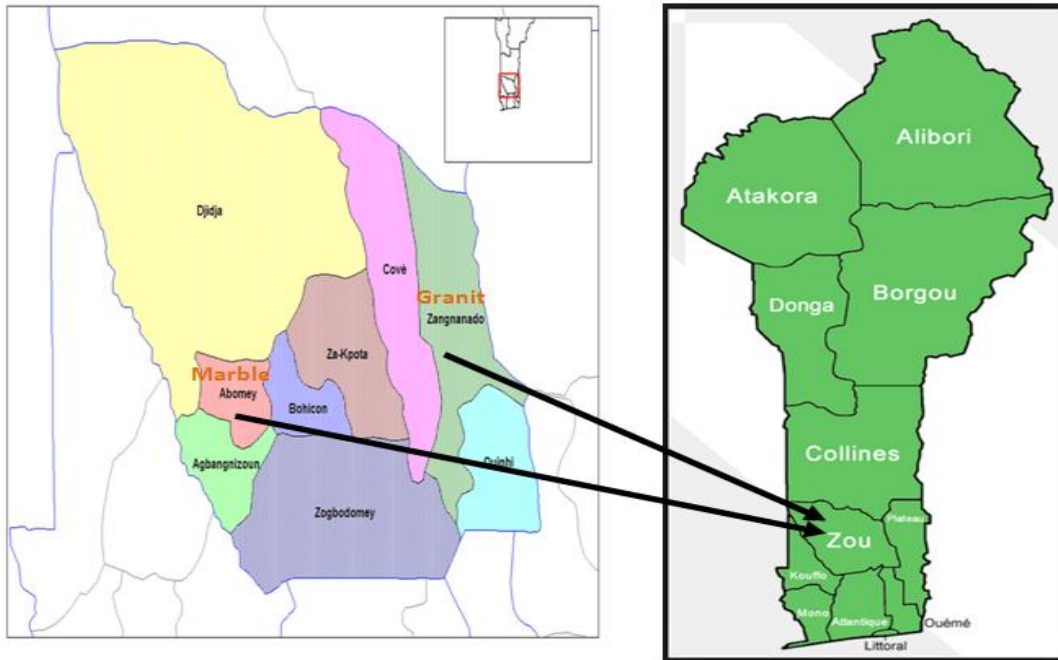 Djidja
Covè
Granit
Zangnanado
Za-Kpota
Marble
Abomey
Bohicon
Agbangnizoun
Ouinhi
Zogbodomey
Alibori
Atakora
Borgou
Donga
Collines
Plateau
Zou
Kouffo
Mono
Atlantique
Ouémé
Littoral